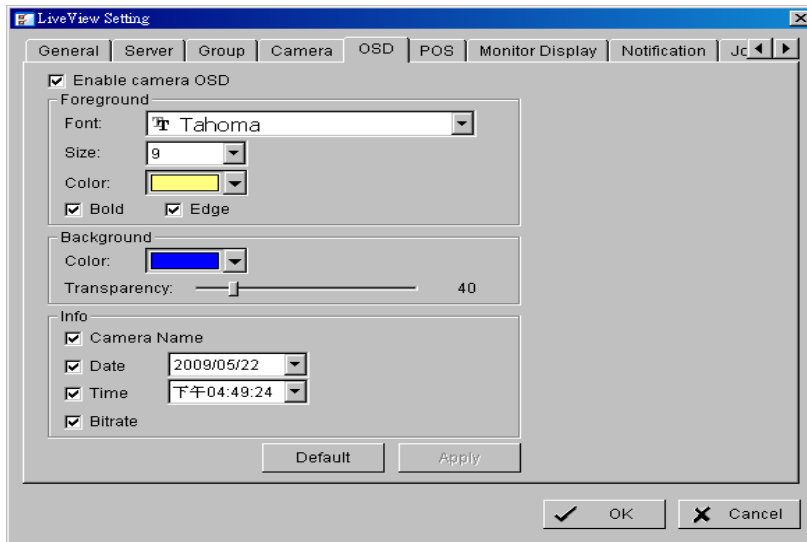 LiveView Setting
General Server Group Camera OSD POS Monitor Display Notification
Enable camera OSD
Foreground
Font: Tahoma
Size: 9
Color:
Bold Edge
Background
Color:
Transparency: 40
Info
Camera Name
Date 2009/05/22
Time 下午04:49:24
Bitrate
Default Apply
OK Cancel